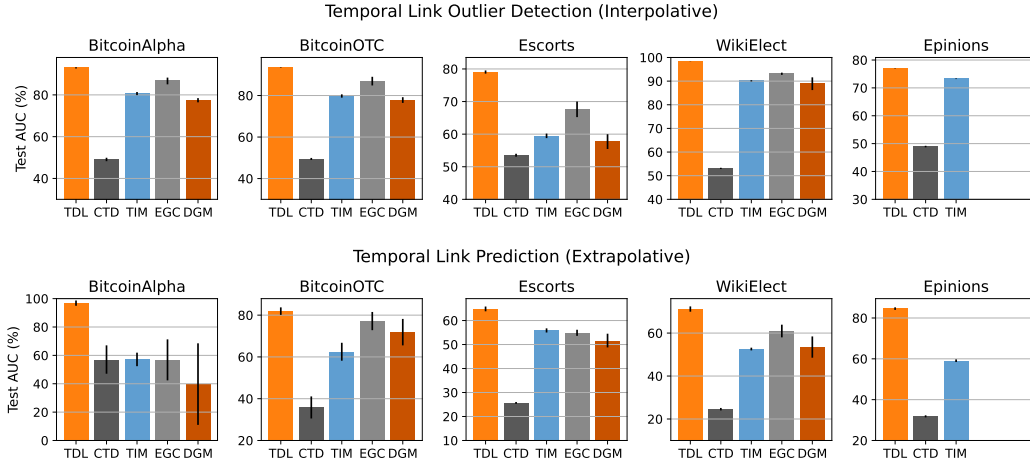 Temporal Link Outlier Detection (Interpolative)
BitcoinAlpha BitcoinOTC Escorts WikiElect Epinions
Test AUC (%)
80
60
40
TDL CTD TIM EGC DGM
80
60
40
TDL CTD TIM EGC DGM
80
70
60
50
40
TDL CTD TIM EGC DGM
100
90
80
70
60
50
40
TDL CTD TIM EGC DGM
80
70
60
50
40
30
TDL CTD TIM
Temporal Link Prediction (Extrapolative)
BitcoinAlpha BitcoinOTC Escorts WikiElect Epinions
Test AUC (%)
100
80
60
40
20
0
TDL CTD TIM EGC DGM
80
60
40
20
TDL CTD TIM EGC DGM
60
50
40
30
20
10
TDL CTD TIM EGC DGM
60
40
20
TDL CTD TIM EGC DGM
80
60
40
20
TDL CTD TIM